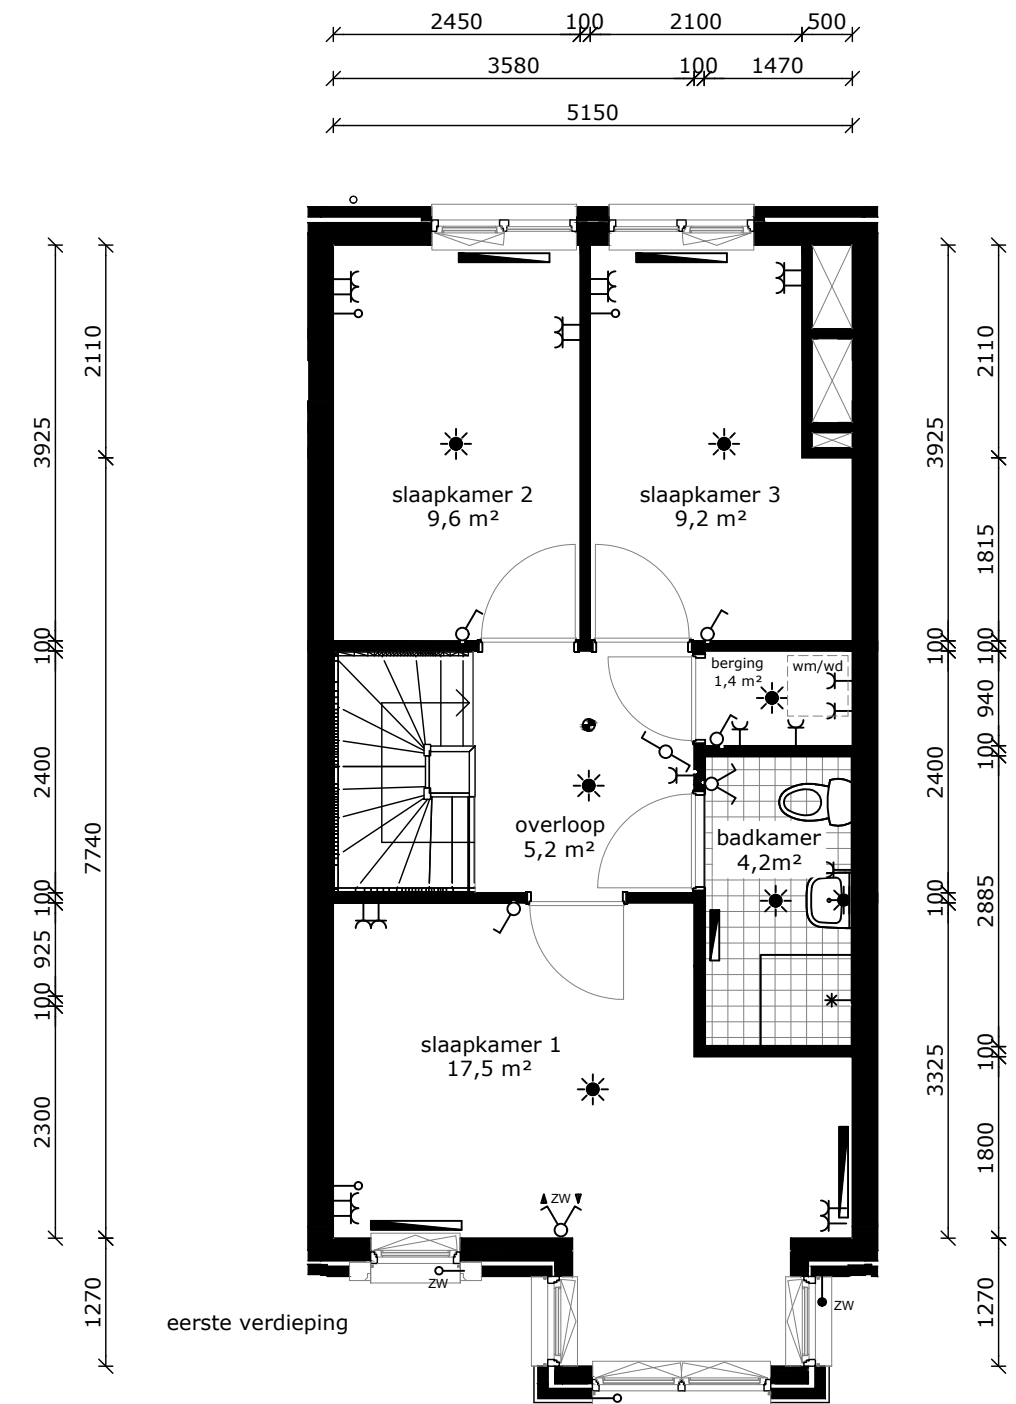 2450 100 2100 500
3580 100 1470
5150
2110
7740
1270
3925
100
2400
100
925
100
2300
3925
100
2400
100
3325
2110
1815
100
940
100
2885
100
1800
1270
slaapkamer 2
9,6 m²
slaapkamer 3
9,2 m²
berging
1,4 m²
wm/wd
overloop
5,2 m²
badkamer
4,2m²
slaapkamer 1
17,5 m²
ZW
ZW
ZW
eerste verdieping